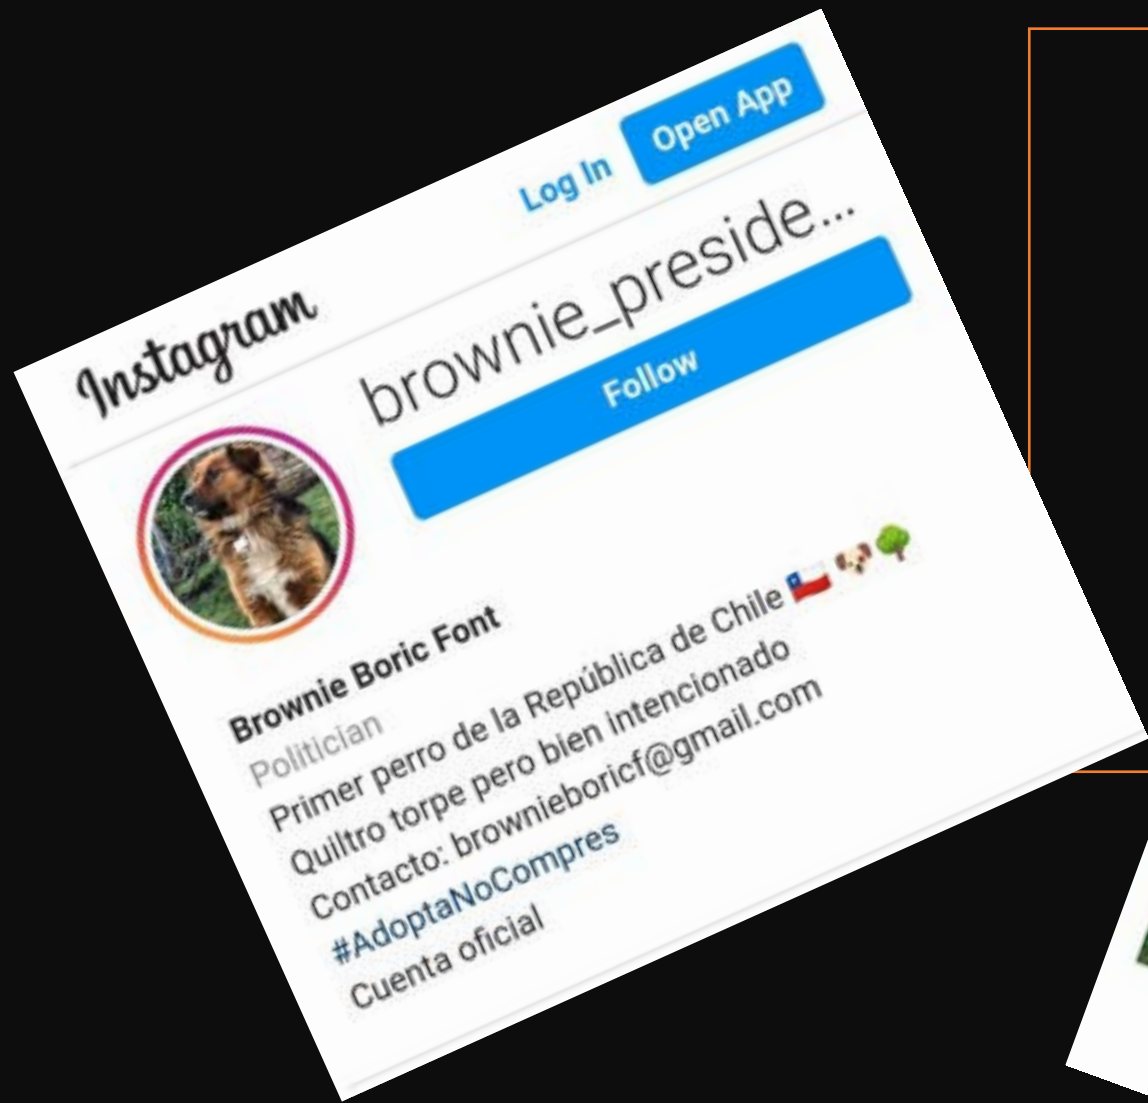 Instagram
Log In
Open App
brownie_preside...
Follow
Brownie Boric Font
Politician
Primer perro de la República de Chile 🇨🇱🐶🌳
Quiltro torpe pero bien intencionado
Contacto: brownieboricf@gmail.com
#AdoptaNoCompres
Cuenta oficial